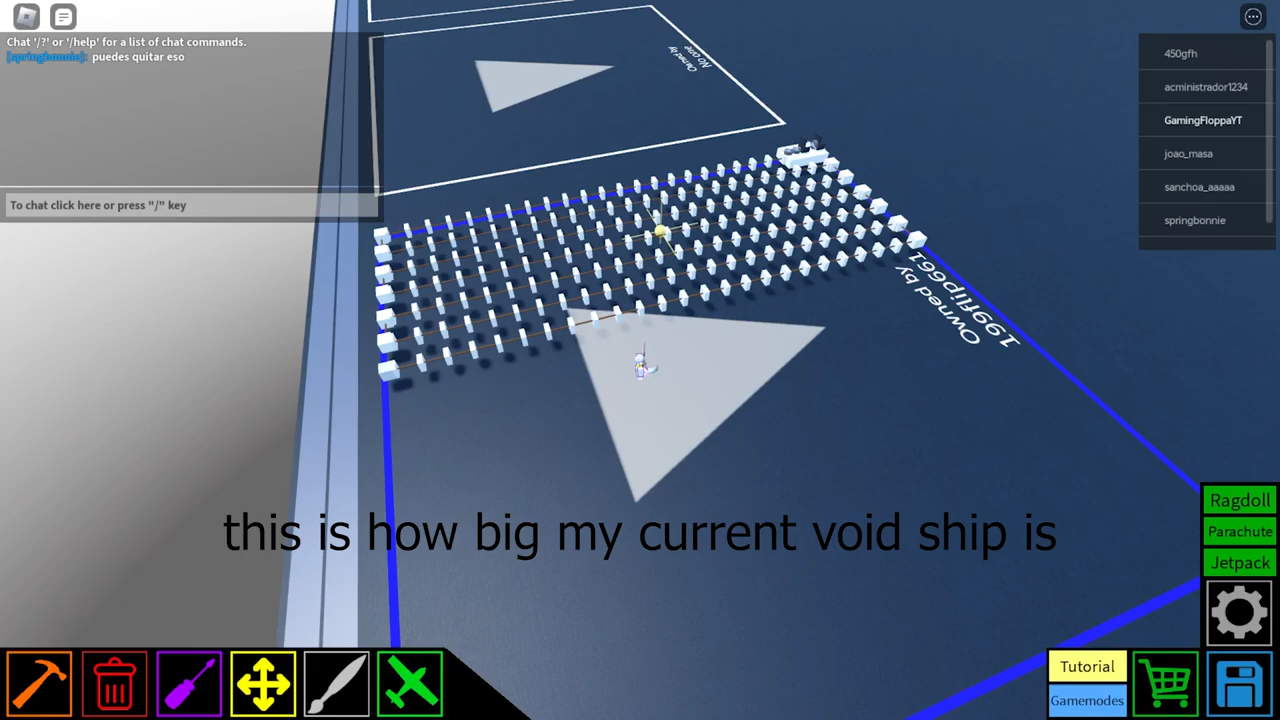 Chat '/?' or '/help' for a list of chat commands.
[springbonnie]: puedes quitar eso
To chat click here or press "/" key
Owned by
No one
450gfh
acministrador1234
GamingFloppaYT
joao_masa
sanchoa_aaaaa
springbonnie
Owned by
199flip661
this is how big my current void ship is
Ragdoll
Parachute
Jetpack
Tutorial
Gamemodes